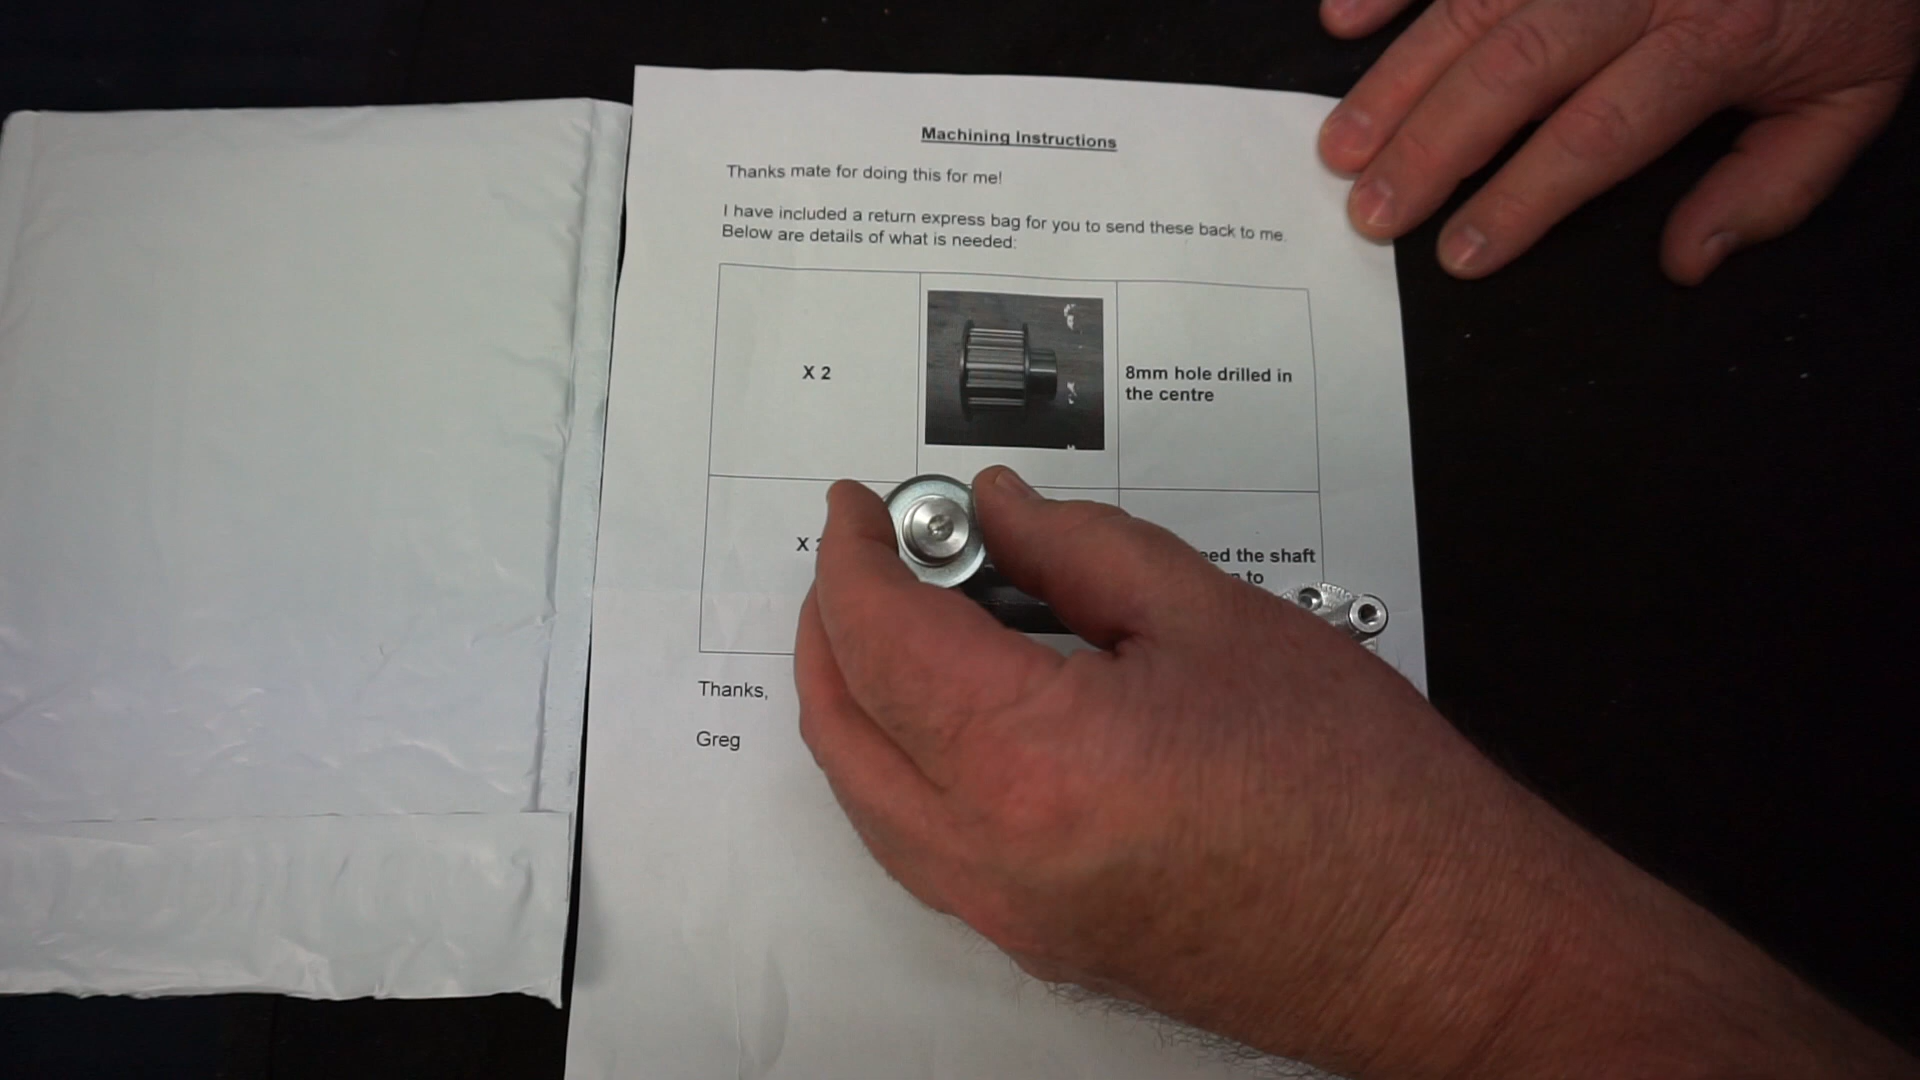 Machining Instructions
Thanks mate for doing this for me!
I have included a return express bag for you to send these back to me.
Below are details of what is needed:
X 2
8mm hole drilled in
the centre
X
the shaft
to
Thanks,
Greg